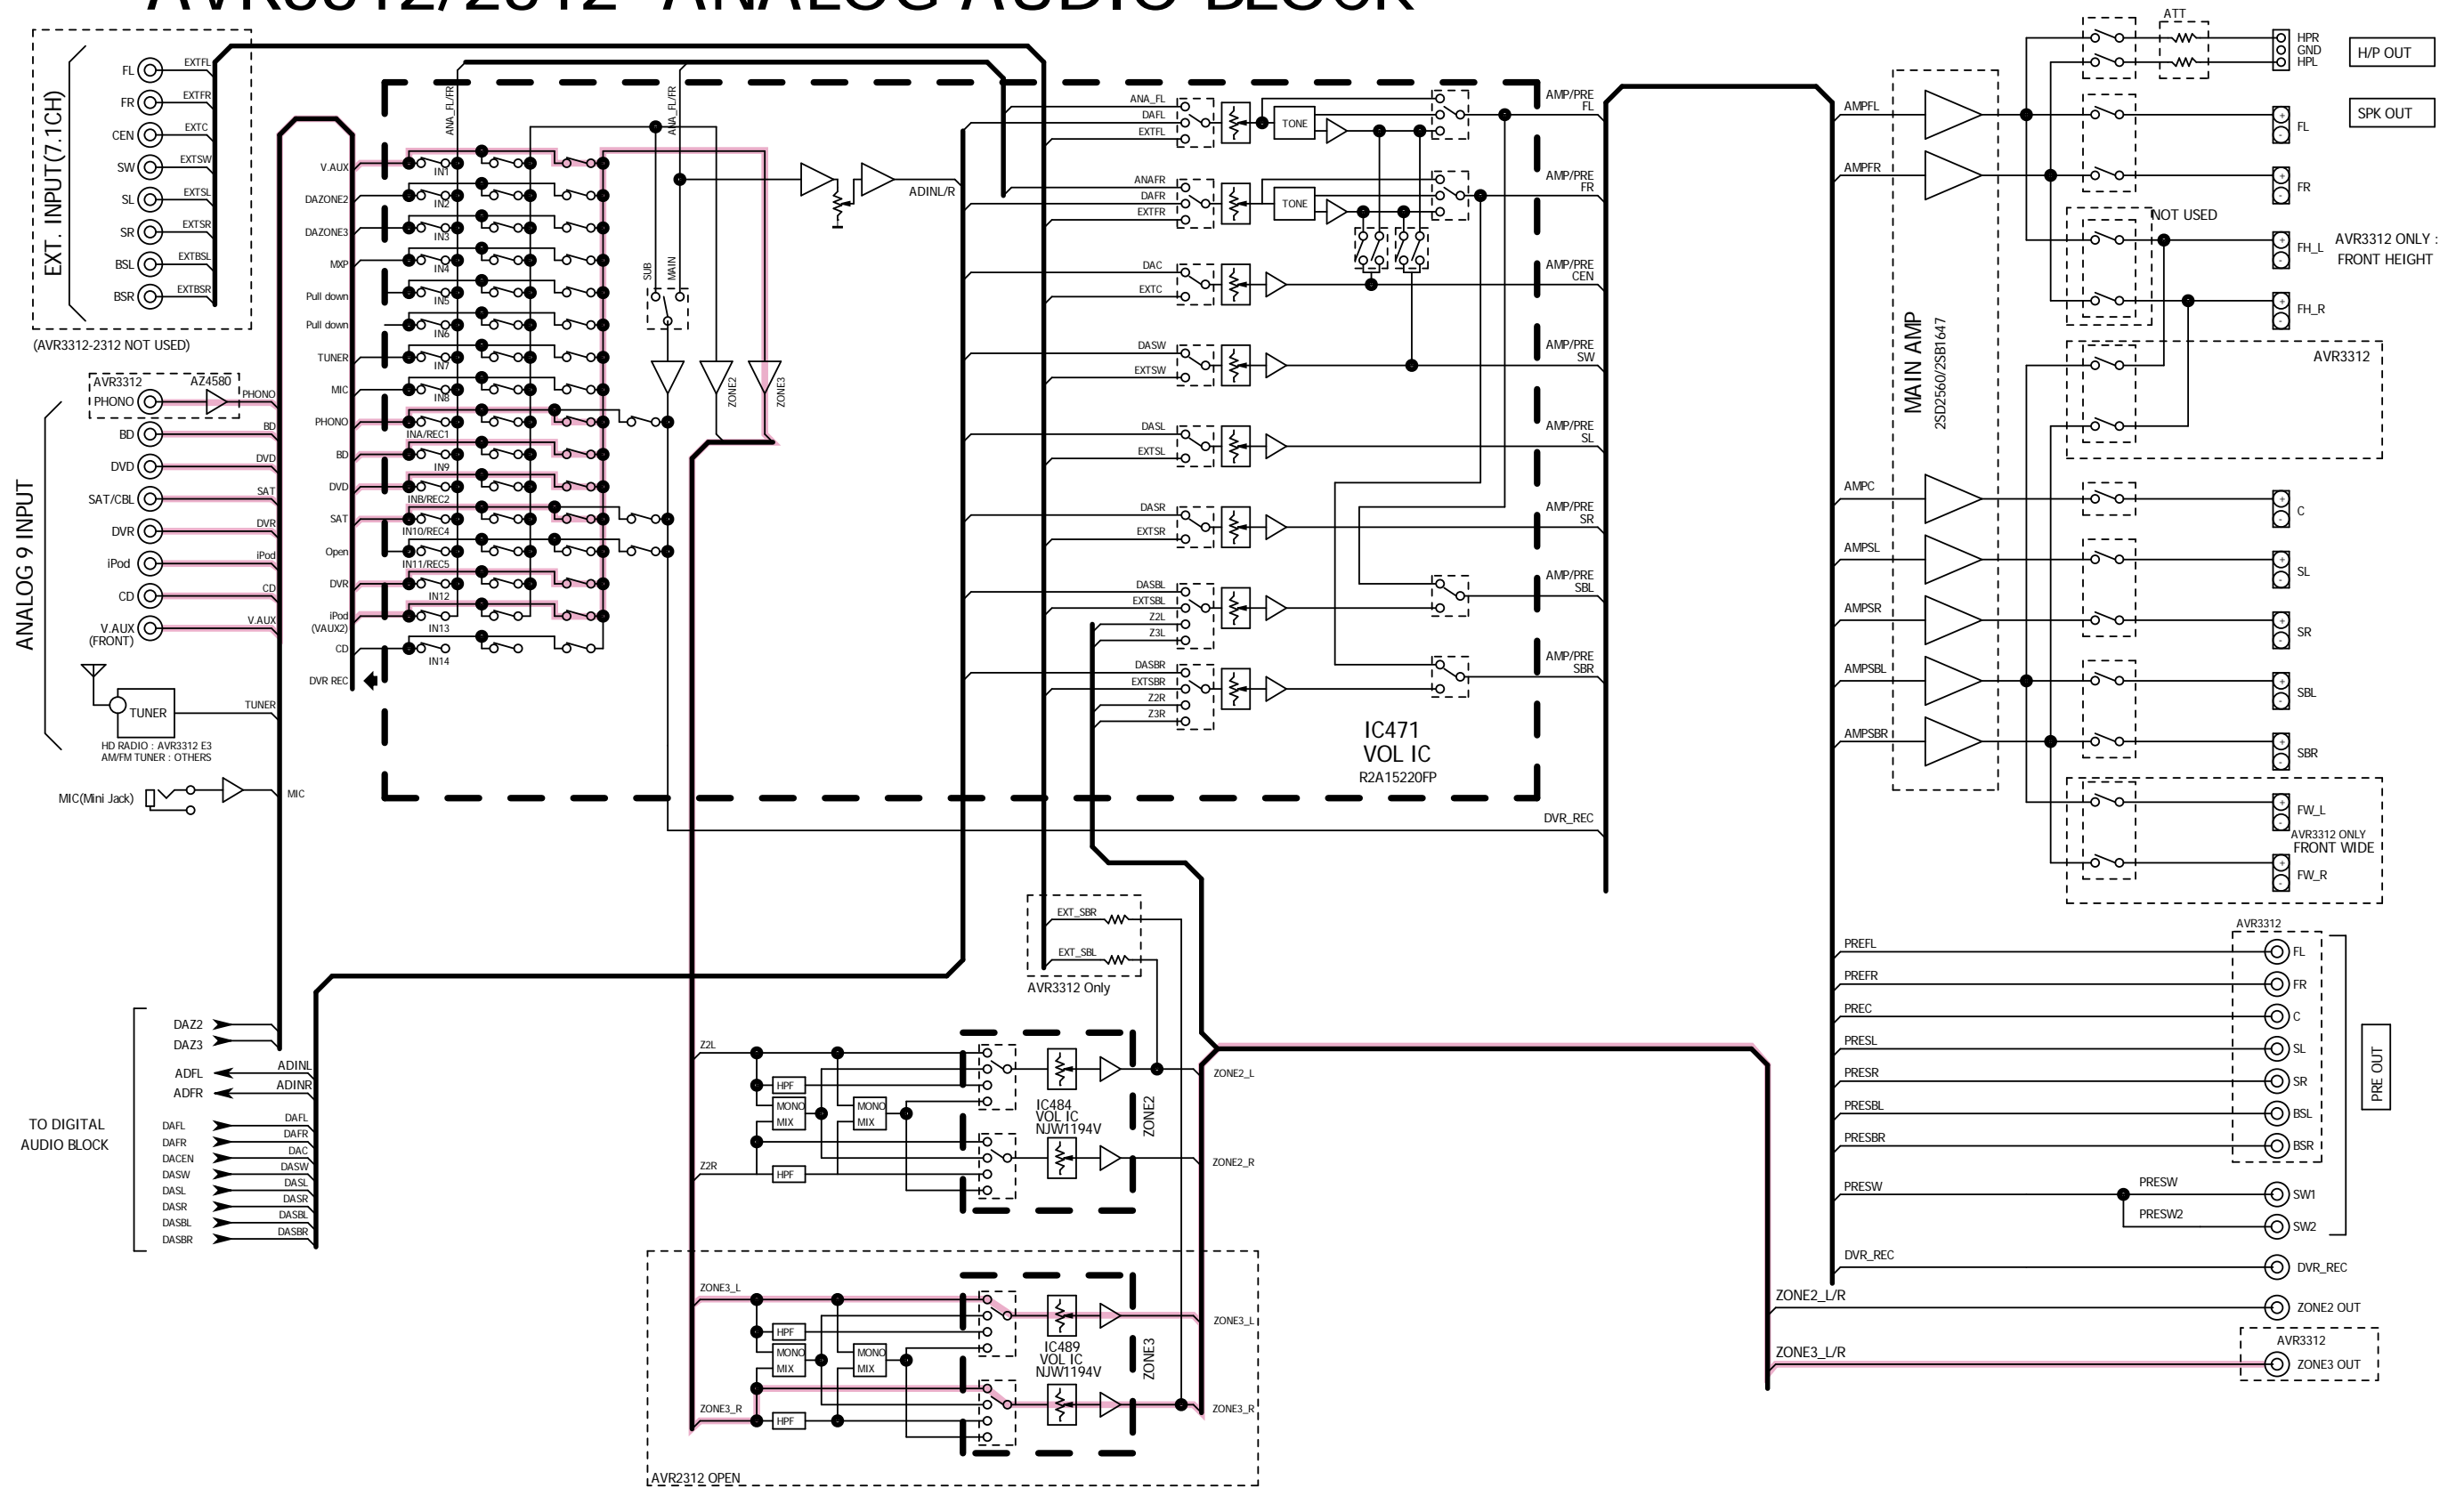 AVR3312/2312 ANALOG AUDIO BLOCK
EXT. INPUT(7.1CH)
FL
EXTFL
FR
EXTFR
CEN
EXTC
SW
EXTSW
SL
EXTSL
SR
EXTSR
BSL
EXTBSL
BSR
EXTBSR
(AVR3312-2312 NOT USED)
ANALOG 9 INPUT
AVR3312
AZ4580
PHONO
PHONO
BD
BD
DVD
DVD
SAT/CBL
SAT
DVR
DVR
iPod
iPod
CD
CD
V.AUX
(FRONT)
V.AUX
TUNER
TUNER
HD RADIO : AVR3312 E3
AM/FM TUNER : OTHERS
MIC(Mini Jack)
MIC
V.AUX
DAZONE2
DAZONE3
MXP
Pull down
Pull down
TUNER
MIC
PHONO
BD
DVD
SAT
Open
DVR
iPod
(VAUX2)
CD
DVR REC
IN1
IN2
IN3
IN4
IN5
IN6
IN7
IN8
INA/REC1
IN9
INB/REC2
IN10/REC4
IN11/REC5
IN12
IN13
IN14
ANA_FL/FR
ANA_FL/FR
SUB
MAIN
ZONE2
ZONE3
ADINL/R
ANA_FL
DAFL
EXTFL
TONE
AMP/PRE
FL
ANAFR
DAFR
EXTFR
TONE
AMP/PRE
FR
DAC
EXTC
AMP/PRE
CEN
DASW
EXTSW
AMP/PRE
SW
DASL
EXTSL
AMP/PRE
SL
DASR
EXTSR
AMP/PRE
SR
DASBL
EXTSBL
Z2L
Z3L
AMP/PRE
SBL
DASBR
EXTSBR
Z2R
Z3R
AMP/PRE
SBR
IC471
VOL IC
R2A15220FP
DVR_REC
EXT_SBR
EXT_SBL
AVR3312 Only
MAIN AMP
2SD2560/2SB1647
AMPFL
AMPFR
AMPC
AMPSL
AMPSR
AMPSBL
AMPSBR
ATT
HPR
GND
HPL
H/P OUT
SPK OUT
FL
FR
NOT USED
FH_L
AVR3312 ONLY :
FRONT HEIGHT
FH_R
AVR3312
C
SL
SR
SBL
SBR
FW_L
AVR3312 ONLY
FRONT WIDE
FW_R
AVR3312
PREFL
FL
PREFR
FR
PREC
C
PRESL
SL
PRESR
SR
PRESBL
BSL
PRESBR
BSR
PRESW
PRESW
SW1
PRESW2
SW2
PRE OUT
DVR_REC
DVR_REC
ZONE2_L/R
ZONE2 OUT
AVR3312
ZONE3_L/R
ZONE3 OUT
TO DIGITAL
AUDIO BLOCK
DAZ2
DAZ3
ADFL
ADINL
ADFR
ADINR
DAFL
DAFL
DAFR
DAFR
DACEN
DAC
DASW
DASW
DASL
DASL
DASR
DASR
DASBL
DASBL
DASBR
DASBR
Z2L
HPF
MONO
MIX
MONO
MIX
Z2R
HPF
IC484
VOL IC
NJW1194V
ZONE2
ZONE2_L
ZONE2_R
ZONE3_L
HPF
MONO
MIX
MONO
MIX
ZONE3_R
HPF
IC489
VOL IC
NJW1194V
ZONE3
ZONE3_L
ZONE3_R
AVR2312 OPEN